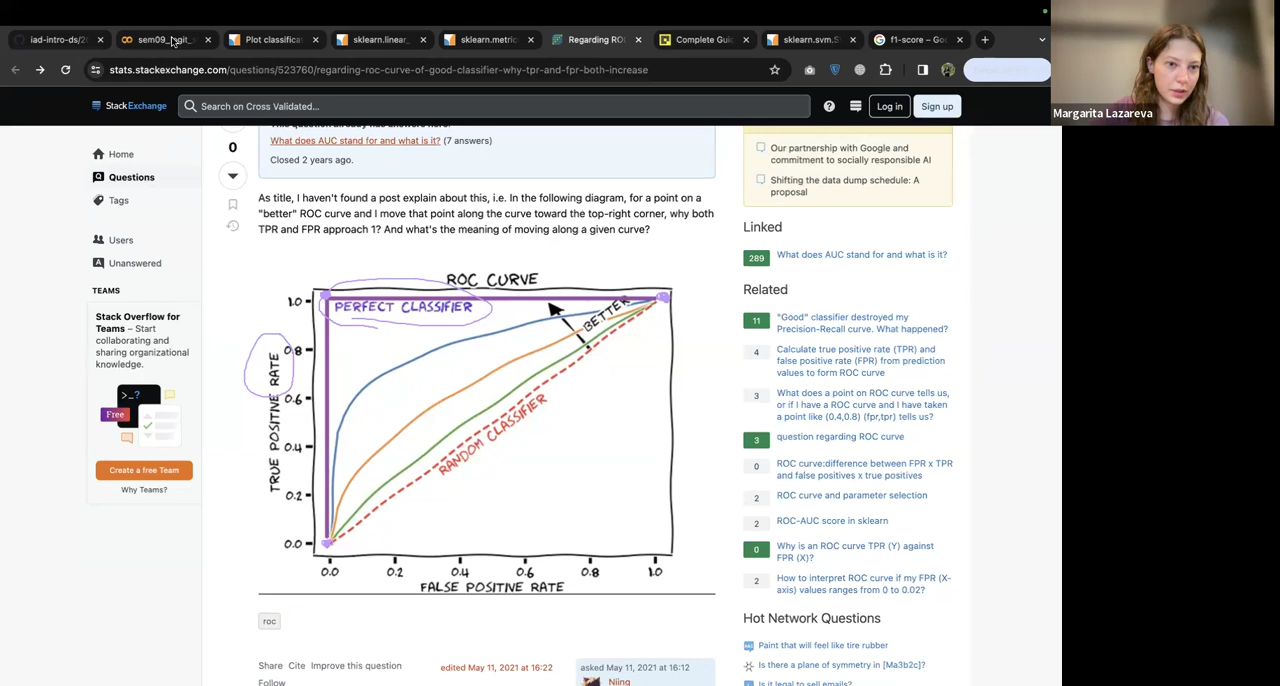 iad-intro-ds/2
sem09_logit_
Plot classifica
sklearn.linear_
sklearn.metric
Regarding RO
Complete Gui
sklearn.svm.S
f1-score – Go
stats.stackexchange.com/questions/523760/regarding-roc-curve-of-good-classifier-why-tpr-and-fpr-both-increase
Margarita Lazareva
StackExchange
Search on Cross Validated...
Log in
Sign up
Home
Questions
Tags
Users
Unanswered
TEAMS
Stack Overflow for
Teams – Start
collaborating and
sharing organizational
knowledge.
>_?
Free
Create a free Team
Why Teams?
0
What does AUC stand for and what is it? (7 answers)
Closed 2 years ago.
As title, I haven't found a post explain about this, i.e. In the following diagram, for a point on a
"better" ROC curve and I move that point along the curve toward the top-right corner, why both
TPR and FPR approach 1? And what's the meaning of moving along a given curve?
ROC CURVE
PERFECT CLASSIFIER
BETTER
RANDOM CLASSIFIER
TRUE POSITIVE RATE
1.0
0.8
0.6
0.4
0.2
0.0
0.0 0.2 0.4 0.6 0.8 1.0
FALSE POSITIVE RATE
roc
Share Cite Improve this question
Follow
edited May 11, 2021 at 16:22
asked May 11, 2021 at 16:12
Niing
Our partnership with Google and
commitment to socially responsible AI
Shifting the data dump schedule: A
proposal
Linked
289 What does AUC stand for and what is it?
Related
11 "Good" classifier destroyed my
Precision-Recall curve. What happened?
4 Calculate true positive rate (TPR) and
false positive rate (FPR) from prediction
values to form ROC curve
3 What does a point on ROC curve tells us,
or if I have a ROC curve and I have taken
a point like (0.4,0.8) (fpr,tpr) tells us?
3 question regarding ROC curve
0 ROC curve:difference between FPR x TPR
and false positives x true positives
2 ROC curve and parameter selection
2 ROC-AUC score in sklearn
0 Why is an ROC curve TPR (Y) against
FPR (X)?
2 How to interpret ROC curve if my FPR (X-
axis) values ranges from 0 to 0.02?
Hot Network Questions
Paint that will feel like tire rubber
Is there a plane of symmetry in [Ma3b2c]?
Is it legal to sell emails?